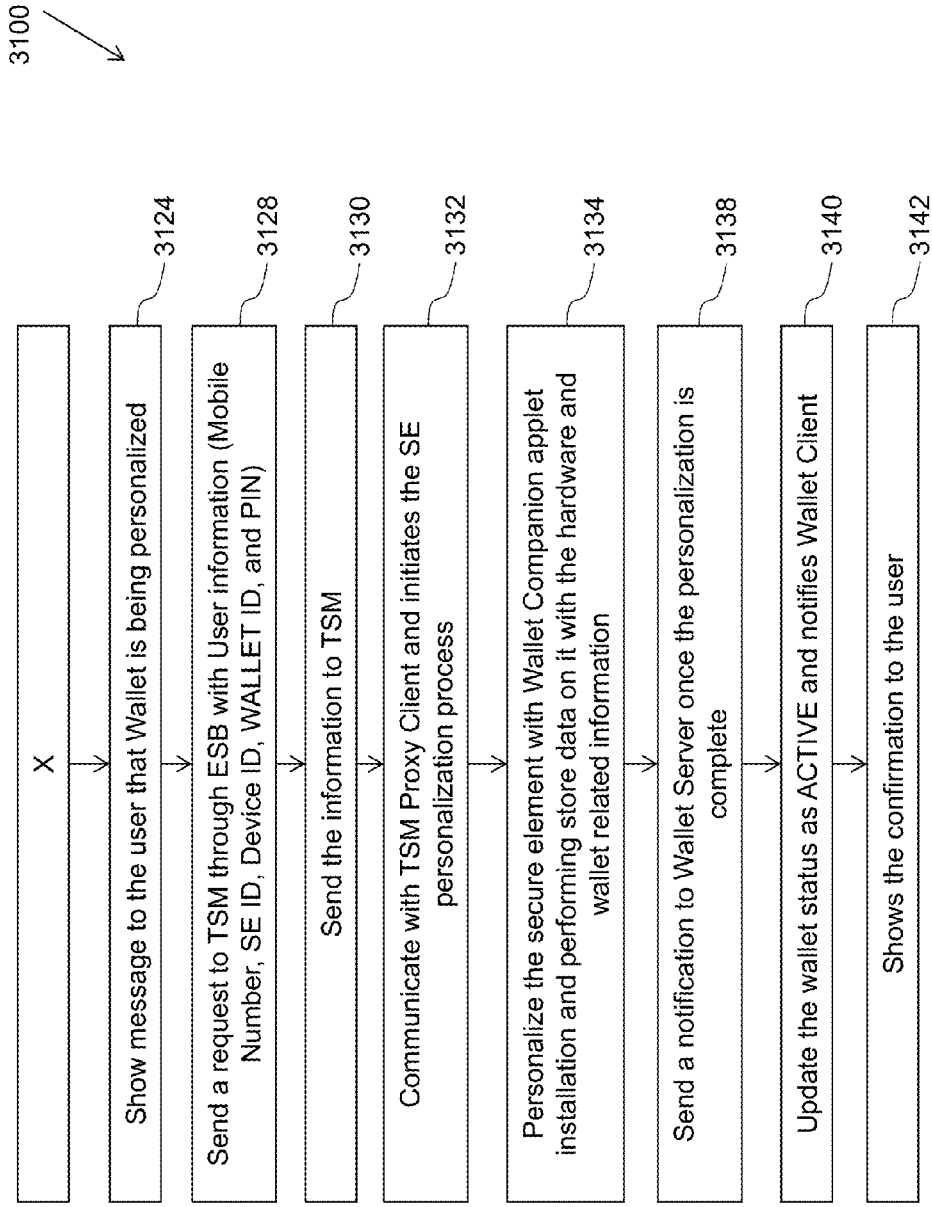 3100
X
Show message to the user that Wallet is being personalized
3124
Send a request to TSM through ESB with User information (Mobile
Number, SE ID, Device ID, WALLET ID, and PIN)
3128
Send the information to TSM
3130
Communicate with TSM Proxy Client and initiates the SE
personalization process
3132
Personalize the secure element with Wallet Companion applet
installation and performing store data on it with the hardware and
wallet related information
3134
Send a notification to Wallet Server once the personalization is
complete
3138
Update the wallet status as ACTIVE and notifies Wallet Client
3140
Shows the confirmation to the user
3142